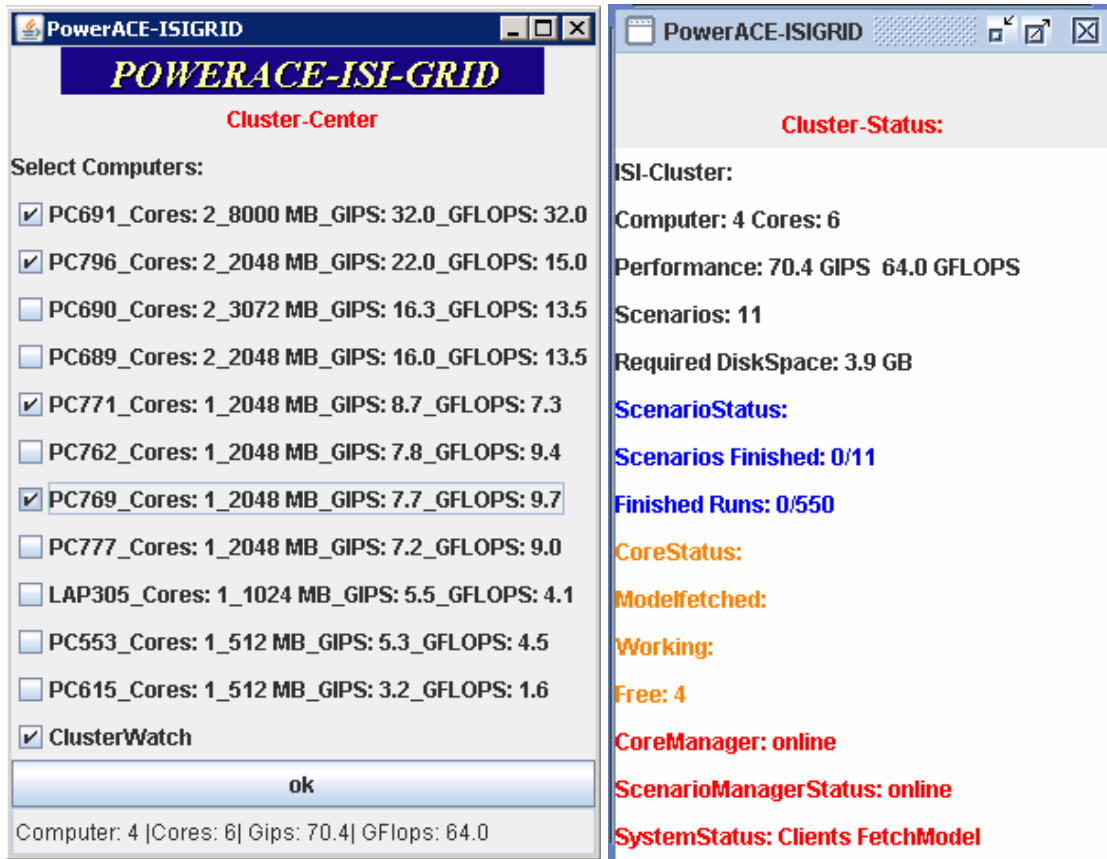 PowerACE-ISIGRID
POWERACE-ISI-GRID
Cluster-Center
Select Computers:
PC691_Cores: 2_8000 MB_GIPS: 32.0_GFLOPS: 32.0
PC796_Cores: 2_2048 MB_GIPS: 22.0_GFLOPS: 15.0
PC690_Cores: 2_3072 MB_GIPS: 16.3_GFLOPS: 13.5
PC689_Cores: 2_2048 MB_GIPS: 16.0_GFLOPS: 13.5
PC771_Cores: 1_2048 MB_GIPS: 8.7_GFLOPS: 7.3
PC762_Cores: 1_2048 MB_GIPS: 7.8_GFLOPS: 9.4
PC769_Cores: 1_2048 MB_GIPS: 7.7_GFLOPS: 9.7
PC777_Cores: 1_2048 MB_GIPS: 7.2_GFLOPS: 9.0
LAP305_Cores: 1_1024 MB_GIPS: 5.5_GFLOPS: 4.1
PC553_Cores: 1_512 MB_GIPS: 5.3_GFLOPS: 4.5
PC615_Cores: 1_512 MB_GIPS: 3.2_GFLOPS: 1.6
ClusterWatch
ok
Computer: 4 |Cores: 6| Gips: 70.4| GFlops: 64.0
PowerACE-ISIGRID
Cluster-Status:
ISI-Cluster:
Computer: 4 Cores: 6
Performance: 70.4 GIPS 64.0 GFLOPS
Scenarios: 11
Required DiskSpace: 3.9 GB
ScenarioStatus:
Scenarios Finished: 0/11
Finished Runs: 0/550
CoreStatus:
Modelfetched:
Working:
Free: 4
CoreManager: online
ScenarioManagerStatus: online
SystemStatus: Clients FetchModel